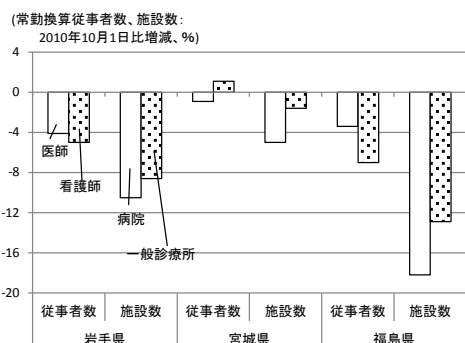 (常勤換算従事者数、施設数:
2010年10月1日比増減、%)
4
0
-4
-8
-12
-16
-20
医師
看護師
病院
一般診療所
従事者数 施設数 従事者数 施設数 従事者数 施設数
岩手県 宮城県 福島県